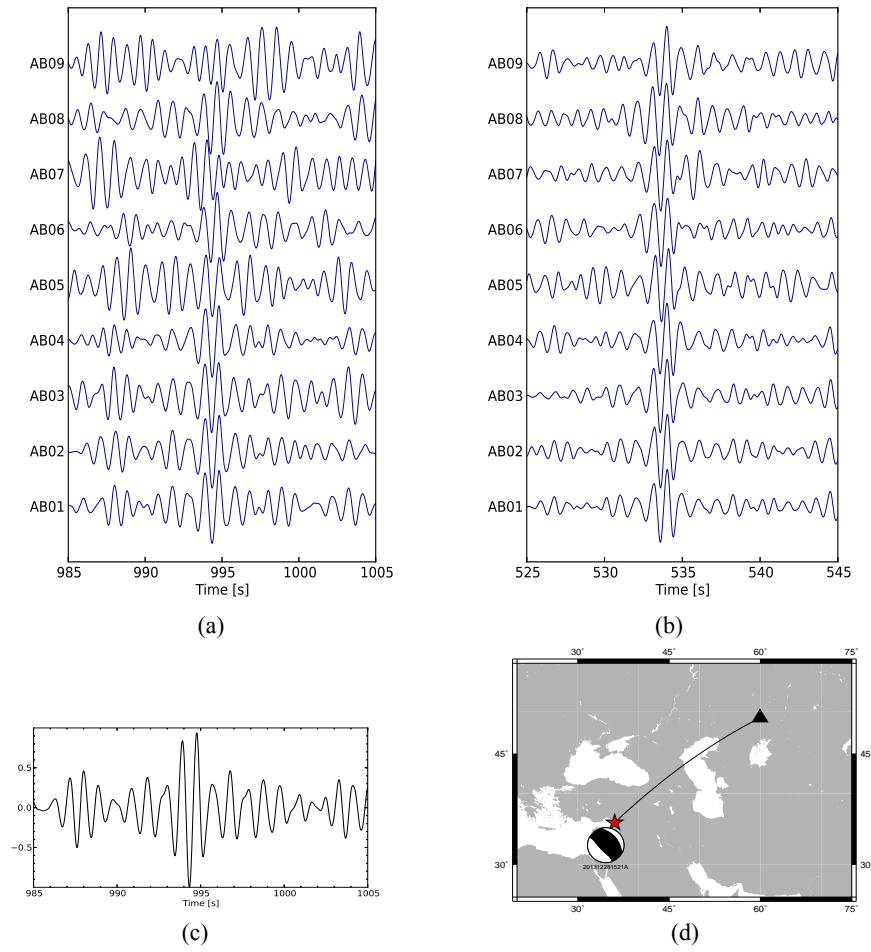 AB09
AB08
AB07
AB06
AB05
AB04
AB03
AB02
AB01
985 990 995 1000 1005
Time [s]
(a)
AB09
AB08
AB07
AB06
AB05
AB04
AB03
AB02
AB01
525 530 535 540 545
Time [s]
(b)
0.5
0.0
−0.5
985 990 995 1000 1005
Time [s]
(c)
30° 45° 60° 75°
45° 45°
30° 30°
201312281521A
30° 45° 60° 75°
(d)